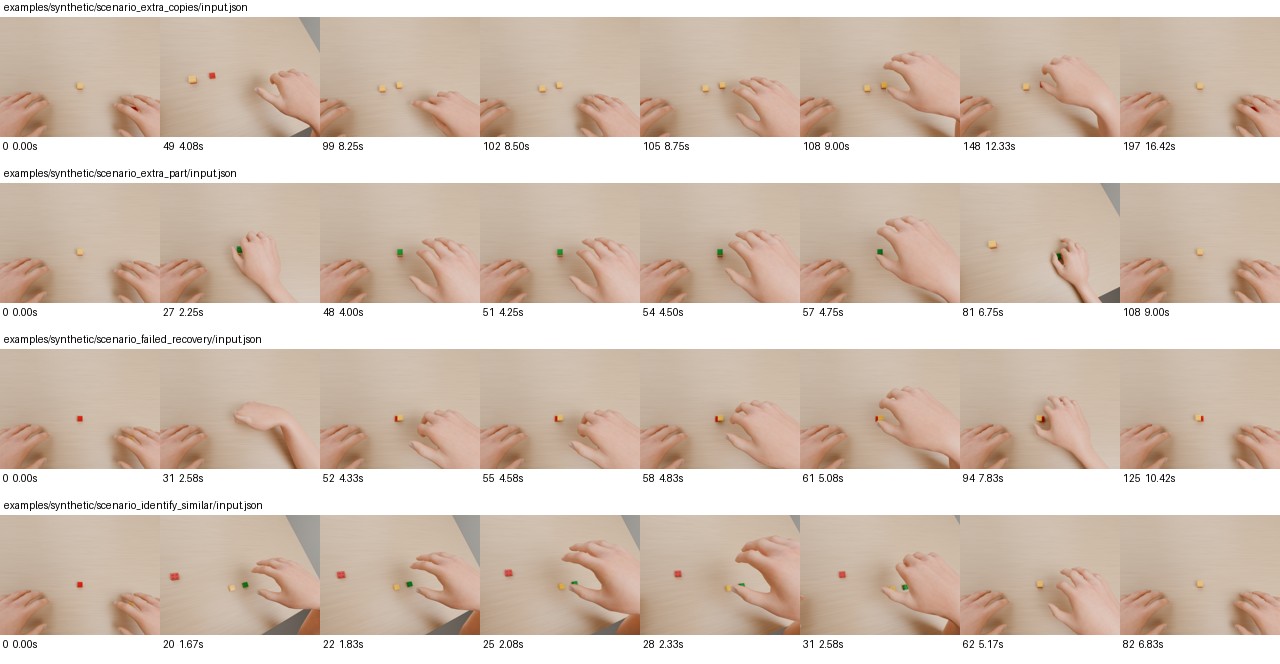 examples/synthetic/scenario_extra_copies/input.json
0 0.00s 49 4.08s 99 8.25s 102 8.50s 105 8.75s 108 9.00s 148 12.33s 197 16.42s
examples/synthetic/scenario_extra_part/input.json
0 0.00s 27 2.25s 48 4.00s 51 4.25s 54 4.50s 57 4.75s 81 6.75s 108 9.00s
examples/synthetic/scenario_failed_recovery/input.json
0 0.00s 31 2.58s 52 4.33s 55 4.58s 58 4.83s 61 5.08s 94 7.83s 125 10.42s
examples/synthetic/scenario_identify_similar/input.json
0 0.00s 20 1.67s 22 1.83s 25 2.08s 28 2.33s 31 2.58s 62 5.17s 82 6.83s